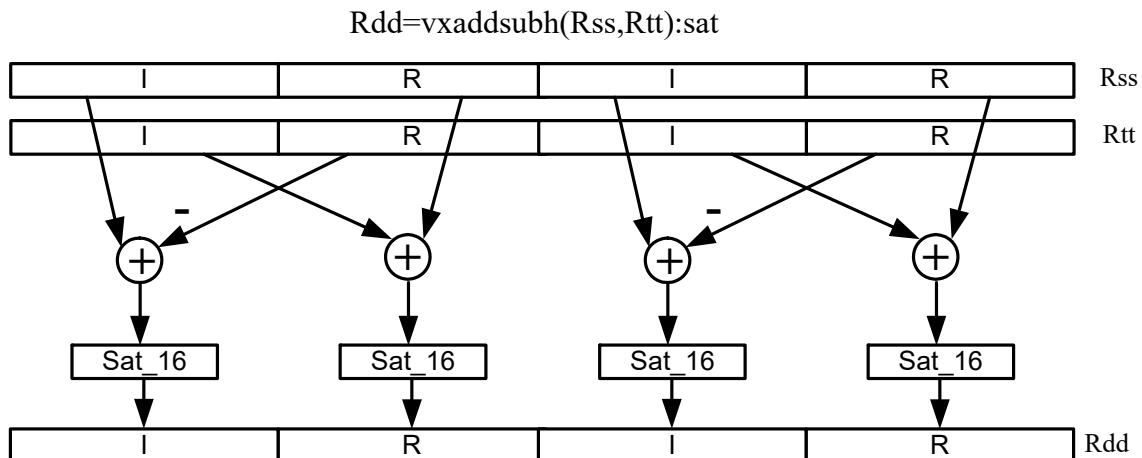 Rdd=vxaddsubh(Rss,Rtt):sat
I R I R Rss
I R I R Rtt
- -
+ + + +
Sat_16 Sat_16 Sat_16 Sat_16
I R I R Rdd